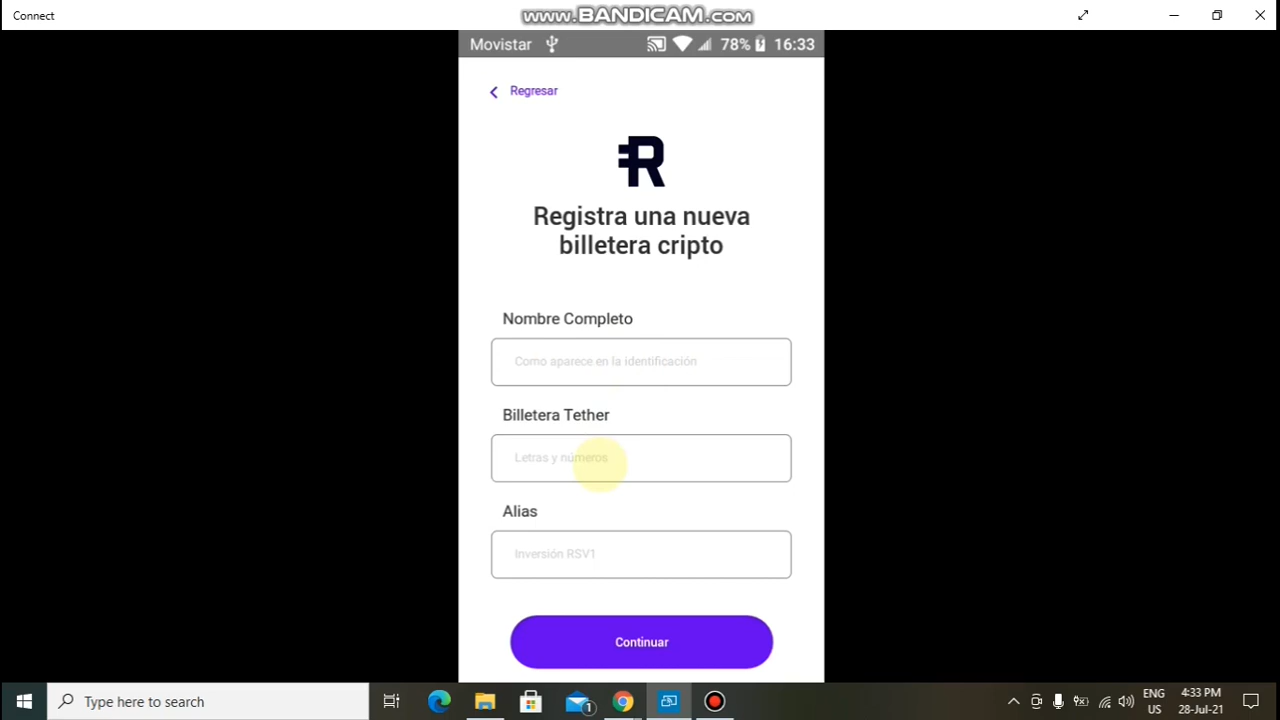 Connect
www.BANDICAM.com
Movistar 78% 16:33
Regresar
Registra una nueva
billetera cripto
Nombre Completo
Como aparece en la identificación
Billetera Tether
Letras y números
Alias
Inversión RSV1
Continuar
Type here to search
1
ENG
US
4:33 PM
28-Jul-21